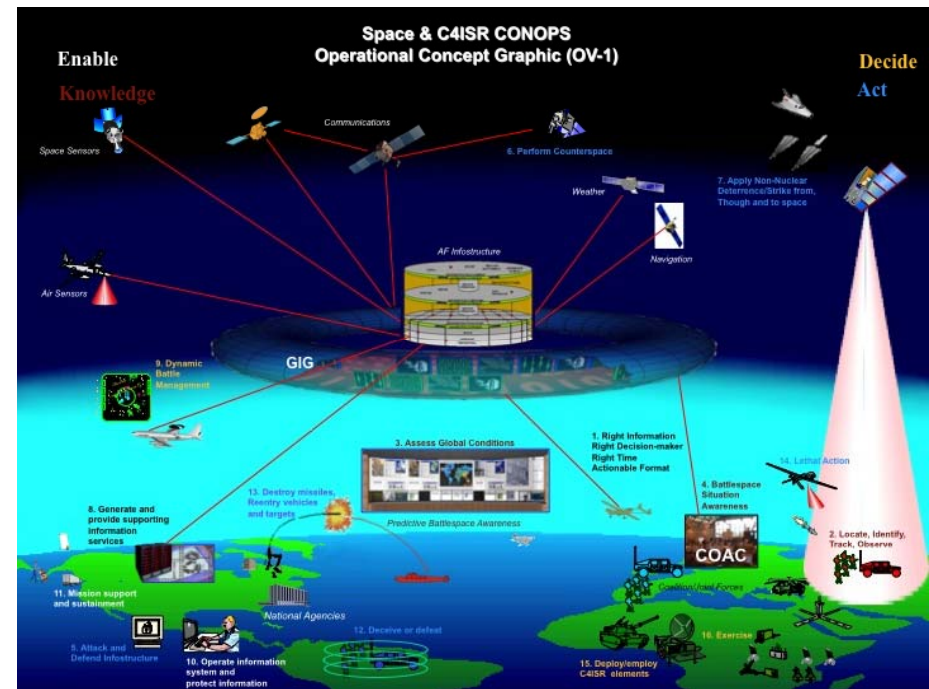 Space & C4ISR CONOPS
Operational Concept Graphic (OV-1)
Enable
Knowledge
Decide
Act
Communications
Space Sensors
6. Perform Counterspace
7. Apply Non-Nuclear
Deterrence/Strike from,
Though and to space
Weather
Navigation
AF Infostructure
Air Sensors
GIG
9. Dynamic
Battle
Management
3. Assess Global Conditions
1. Right Information
Right Decision-maker
Right Time
Actionable Format
14. Lethal Action
4. Battlespace
Situation
Awareness
13. Destroy missiles,
Reentry vehicles
and targets
8. Generate and
provide supporting
information
services
Predictive Battlespace Awareness
COAC
2. Locate, Identify,
Track, Observe
Coalition/Joint Forces
11. Mission support
and sustainment
National Agencies
5. Attack and
Defend Infostructure
10. Operate information
system and
protect information
12. Deceive or defeat
16. Exercise
15. Deploy/employ
C4ISR elements